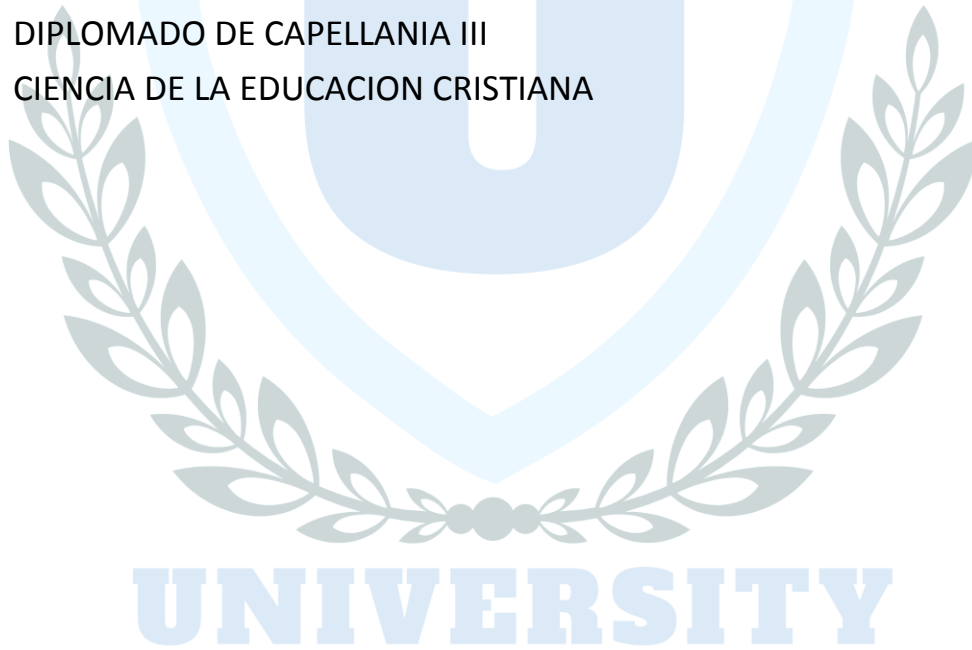 DIPLOMADO DE CAPELLANIA III
CIENCIA DE LA EDUCACION CRISTIANA
U
UNIVERSITY